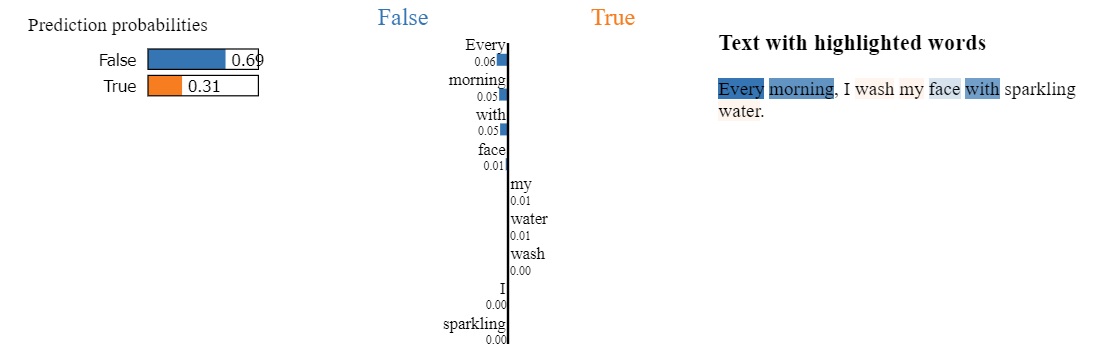 Prediction probabilities
False 0.69
True 0.31
False True
Every
0.06
morning
0.05
with
0.05
face
0.01
my
0.01
water
0.01
wash
0.00
I
0.00
sparkling
0.00
Text with highlighted words
Every morning, I wash my face with sparkling
water.